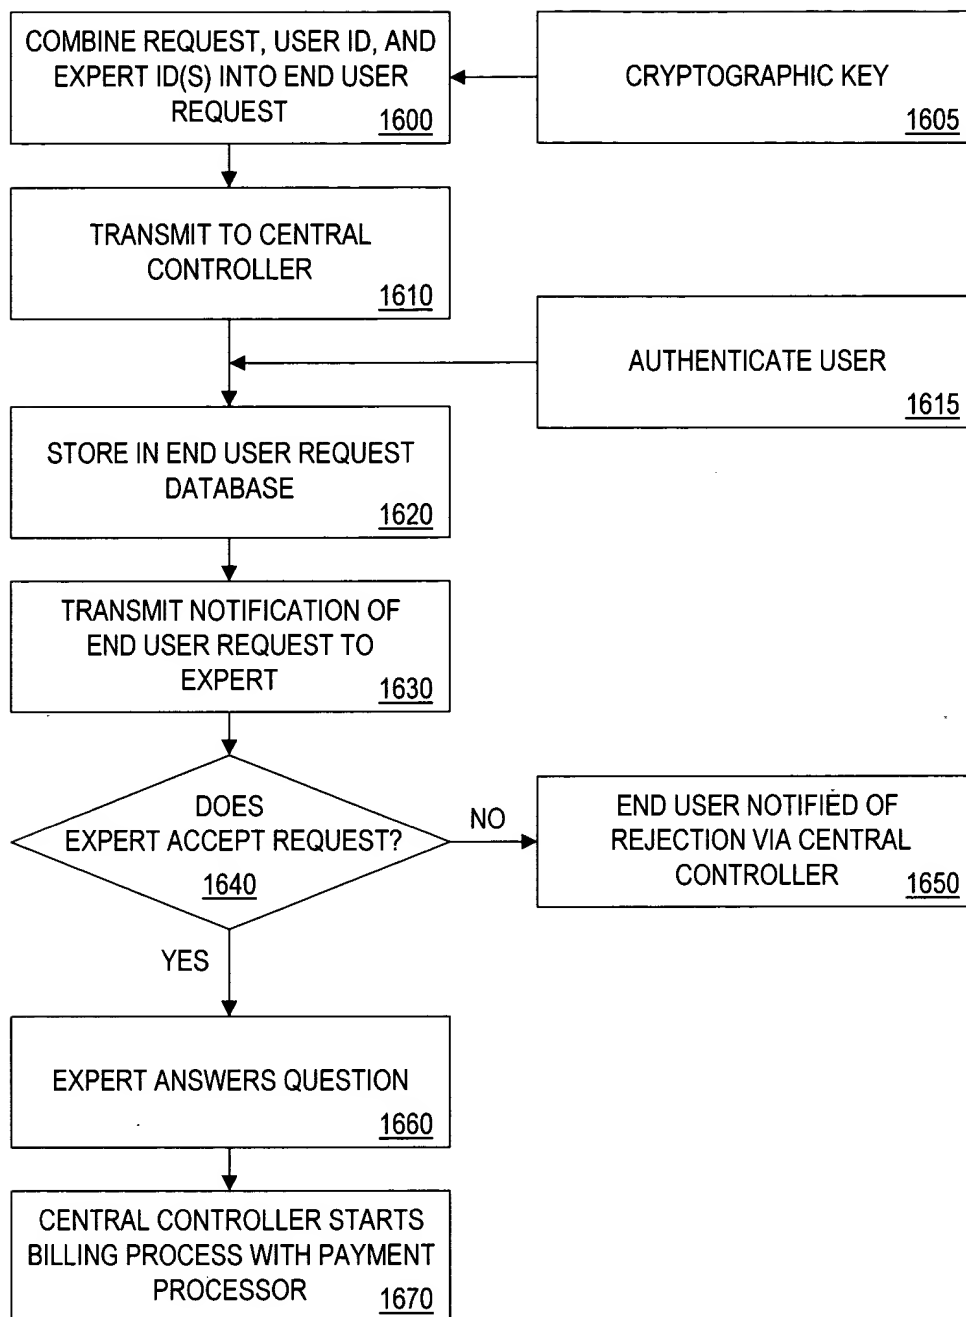 COMBINE REQUEST, USER ID, AND
EXPERT ID(S) INTO END USER
REQUEST
1600
CRYPTOGRAPHIC KEY
1605
TRANSMIT TO CENTRAL
CONTROLLER
1610
AUTHENTICATE USER
1615
STORE IN END USER REQUEST
DATABASE
1620
TRANSMIT NOTIFICATION OF
END USER REQUEST TO
EXPERT
1630
DOES
EXPERT ACCEPT REQUEST?
1640
NO
END USER NOTIFIED OF
REJECTION VIA CENTRAL
CONTROLLER
1650
YES
EXPERT ANSWERS QUESTION
1660
CENTRAL CONTROLLER STARTS
BILLING PROCESS WITH PAYMENT
PROCESSOR
1670